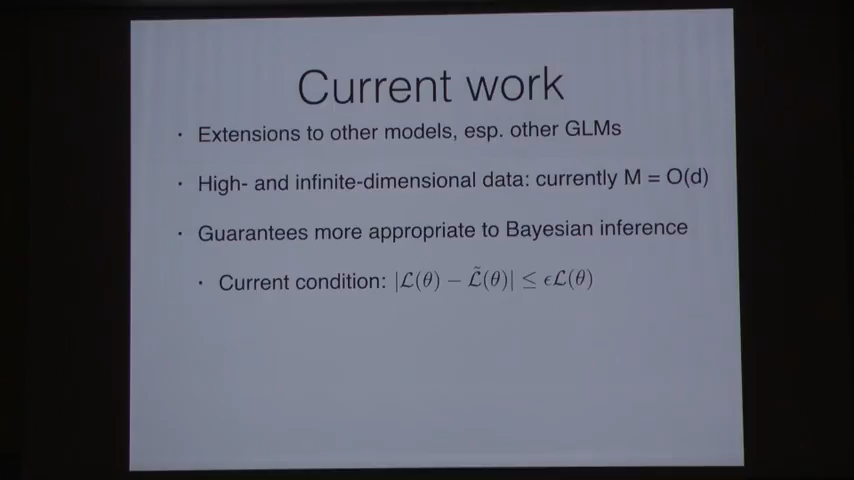 Current work
· Extensions to other models, esp. other GLMs
· High- and infinite-dimensional data: currently M = O(d)
· Guarantees more appropriate to Bayesian inference
· Current condition: |ℒ(θ) − ℒ̃(θ)| ≤ ϵℒ(θ)